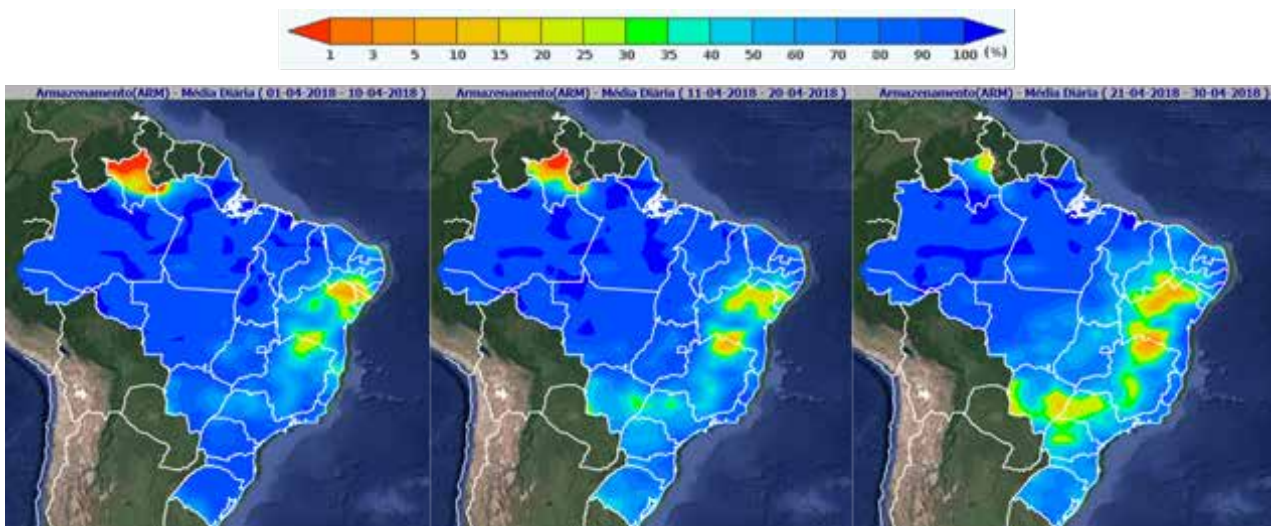 1 3 5 10 15 20 25 30 35 40 50 60 70 80 90 100 (%)
Armazenamento(ARM) - Média Diária ( 01-04-2018 - 10-04-2018 )
Armazenamento(ARM) - Média Diária ( 11-04-2018 - 20-04-2018 )
Armazenamento(ARM) - Média Diária ( 21-04-2018 - 30-04-2018 )